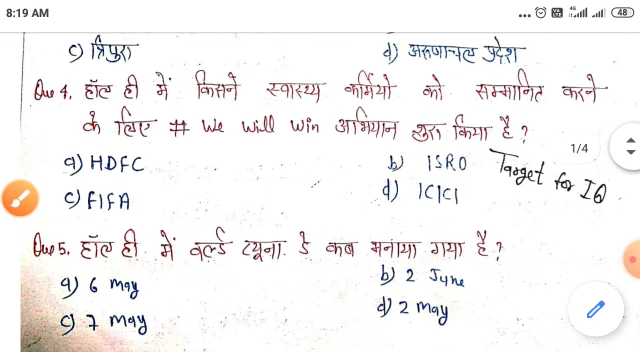 8:19 AM ... 4G 48
c) त्रिपुरा d) अरुणाचल प्रदेश
Que 4. हॉल ही में किसने स्वास्थ्य कर्मियो को सम्मानित करने
के लिए # We will win अभियान शुरू किया है ?
1/4
a) HDFC b) ISRO
Target for IQ
c) FIFA d) ICICI
Que 5. हॉल ही में वर्ल्ड टयूना डे कब मनाया गया है ?
a) 6 may b) 2 June
c) 7 may d) 2 may